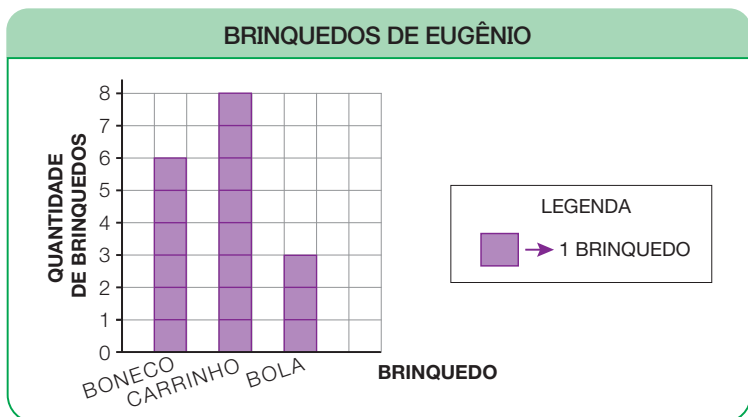 BRINQUEDOS DE EUGÊNIO
QUANTIDADE
DE BRINQUEDOS
8
7
6
5
4
3
2
1
0
BONECO
CARRINHO
BOLA
BRINQUEDO
LEGENDA
1 BRINQUEDO